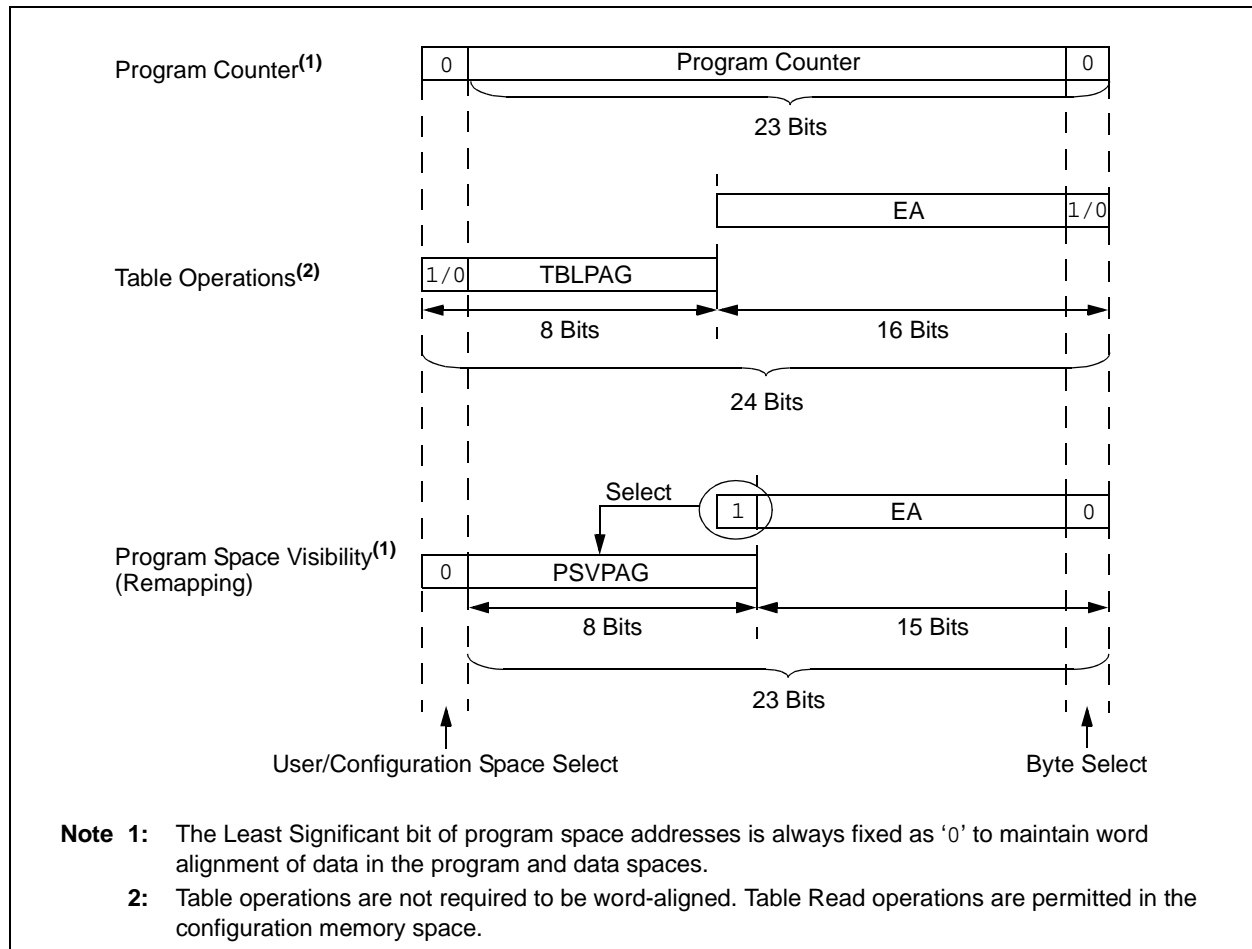 Program Counter(1)
0
Program Counter
0
23 Bits
EA
1/0
Table Operations(2)
1/0
TBLPAG
8 Bits
16 Bits
24 Bits
Select
1
EA
0
Program Space Visibility(1)
(Remapping)
0
PSVPAG
8 Bits
15 Bits
23 Bits
User/Configuration Space Select
Byte Select
Note 1: The Least Significant bit of program space addresses is always fixed as ‘0’ to maintain word
alignment of data in the program and data spaces.
2: Table operations are not required to be word-aligned. Table Read operations are permitted in the
configuration memory space.